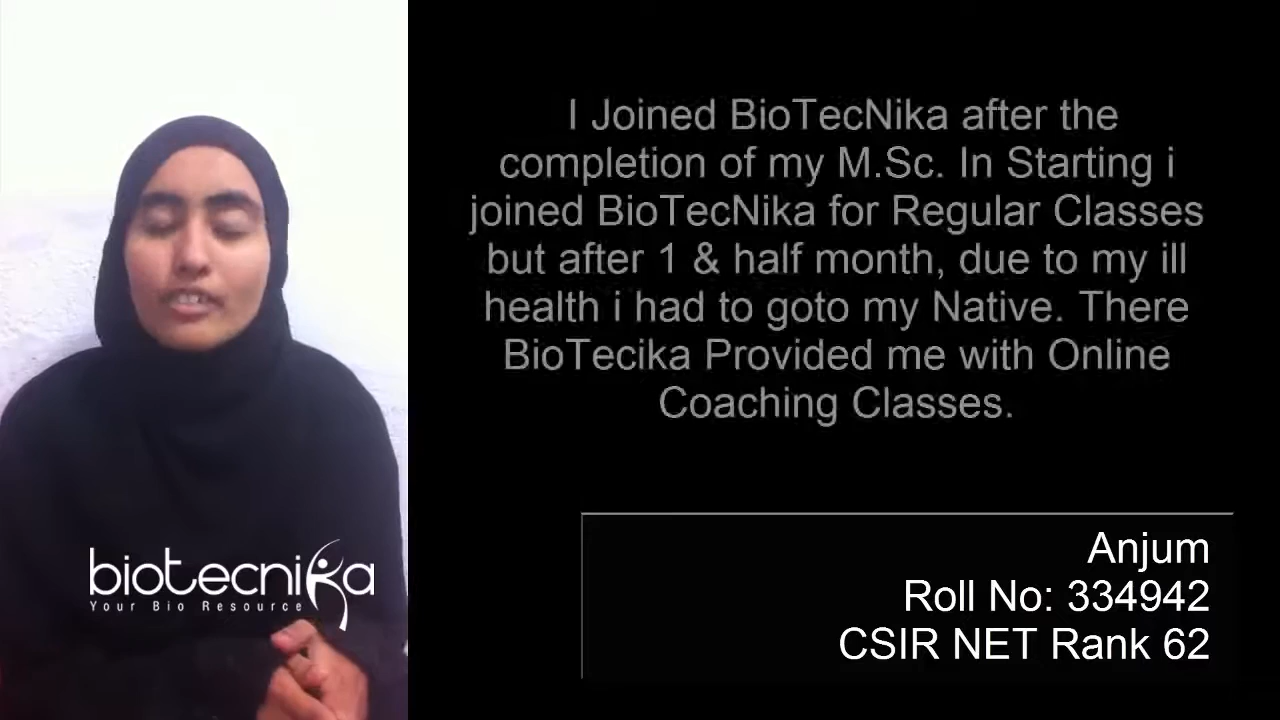 I Joined BioTecNika after the
completion of my M.Sc. In Starting i
joined BioTecNika for Regular Classes
but after 1 & half month, due to my ill
health i had to goto my Native. There
BioTecika Provided me with Online
Coaching Classes.
biotecnika
Your Bio Resource
Anjum
Roll No: 334942
CSIR NET Rank 62